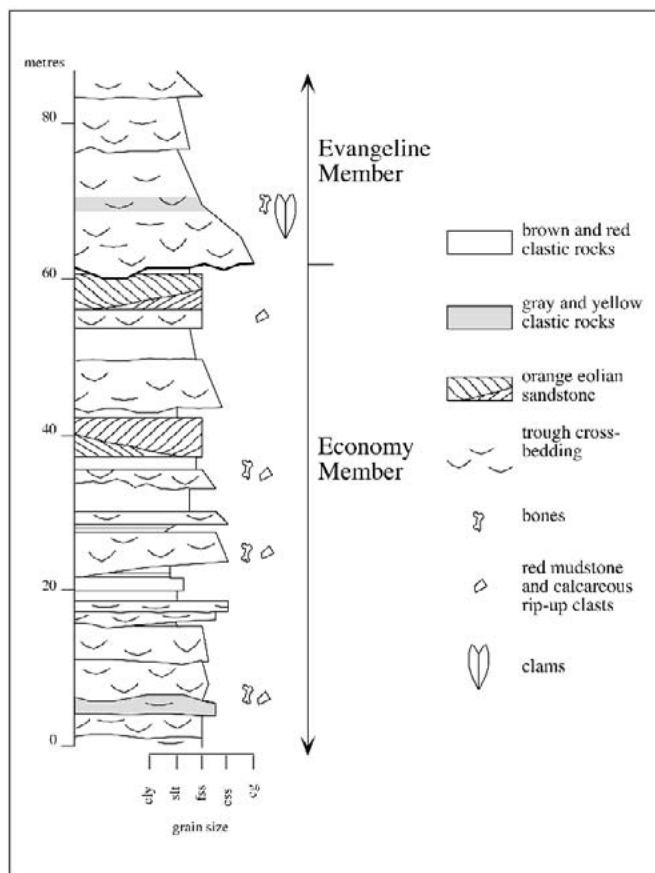 metres
80
60
40
20
0
cly
slt
fss
css
cg
grain size
Evangeline
Member
Economy
Member
brown and red
clastic rocks
gray and yellow
clastic rocks
orange eolian
sandstone
trough cross-
bedding
bones
red mudstone
and calcareous
rip-up clasts
clams